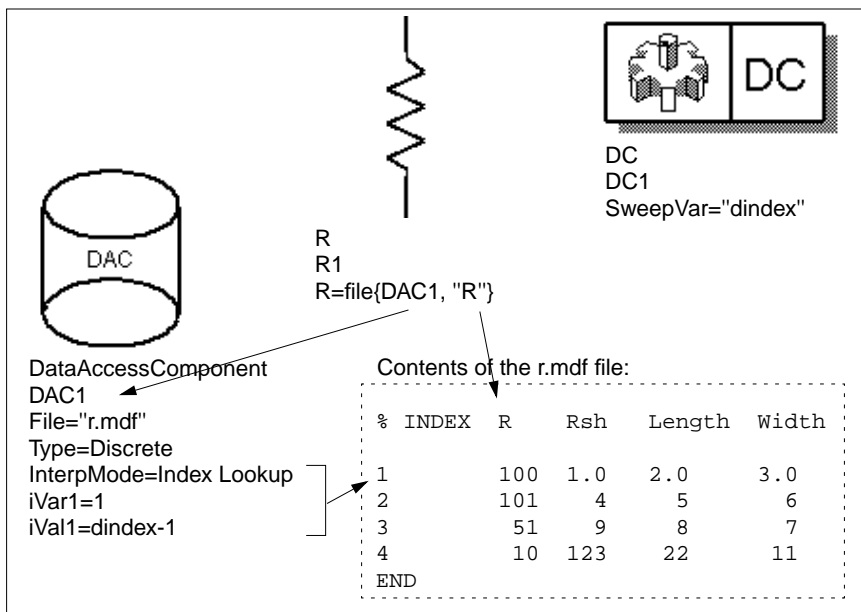 DC
DC
DC1
SweepVar="dindex"
DAC
R
R1
R=file{DAC1, "R"}
DataAccessComponent
DAC1
File="r.mdf"
Type=Discrete
InterpMode=Index Lookup
iVar1=1
iVal1=dindex-1
Contents of the r.mdf file:
% INDEX R Rsh Length Width
1 100 1.0 2.0 3.0
2 101 4 5 6
3 51 9 8 7
4 10 123 22 11
END